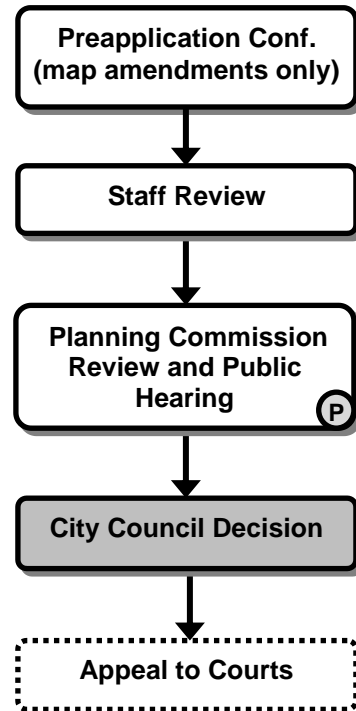 Preapplication Conf.
(map amendments only)
Staff Review
Planning Commission
Review and Public
Hearing
P
City Council Decision
Appeal to Courts